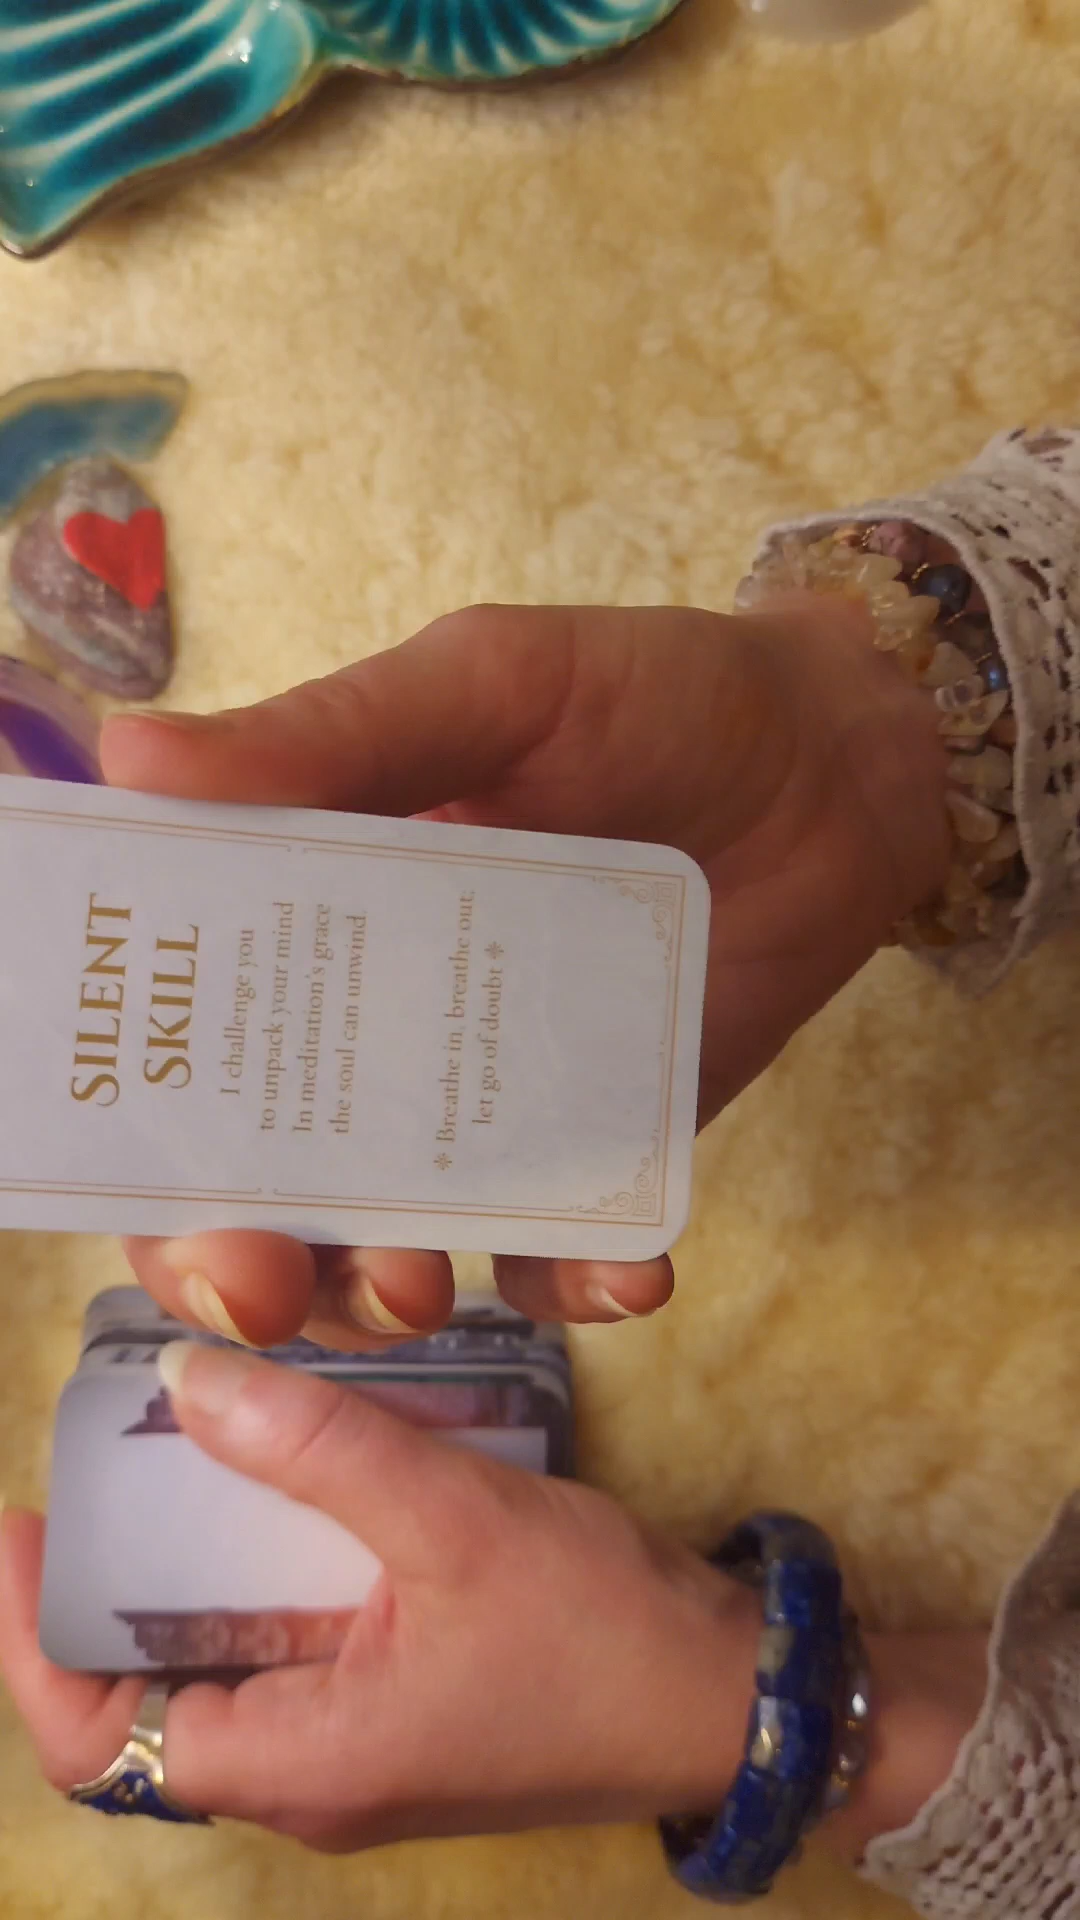 SILENT
SKILL
I challenge you
to unpack your mind
In meditation's grace
the soul can unwind.
* Breathe in, breathe out;
let go of doubt *